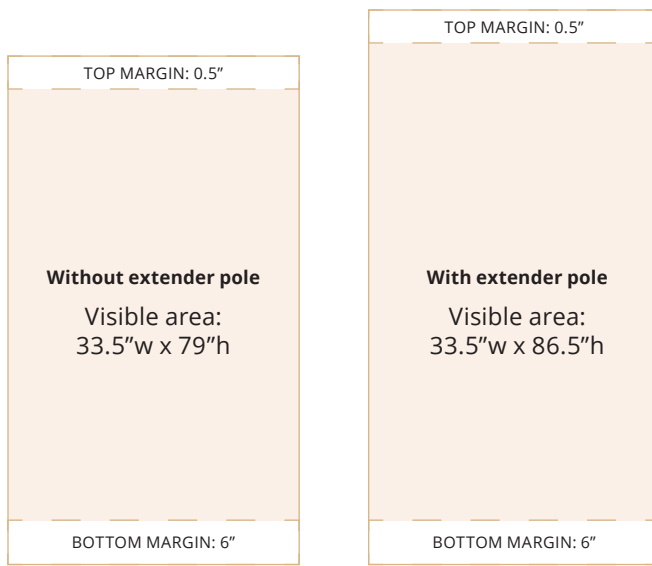 TOP MARGIN: 0.5”
Without extender pole
Visible area:
33.5”w x 79”h
BOTTOM MARGIN: 6”
TOP MARGIN: 0.5”
With extender pole
Visible area:
33.5”w x 86.5”h
BOTTOM MARGIN: 6”